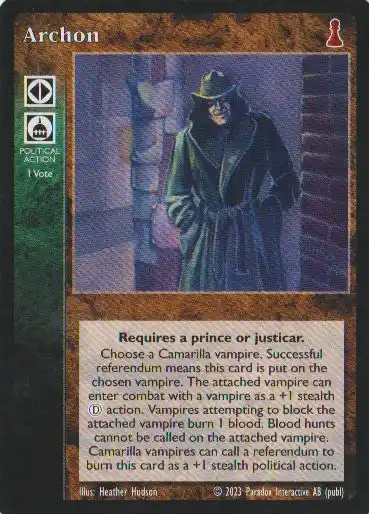 Archon
POLITICAL
ACTION
1 Vote
Requires a prince or justicar.
Choose a Camarilla vampire. Successful
referendum means this card is put on the
chosen vampire. The attached vampire can
enter combat with a vampire as a +1 stealth
Ⓓ action. Vampires attempting to block the
attached vampire burn 1 blood. Blood hunts
cannot be called on the attached vampire.
Camarilla vampires can call a referendum to
burn this card as a +1 stealth political action.
Illus: Heather Hudson © 2023 Paradox Interactive AB (publ)